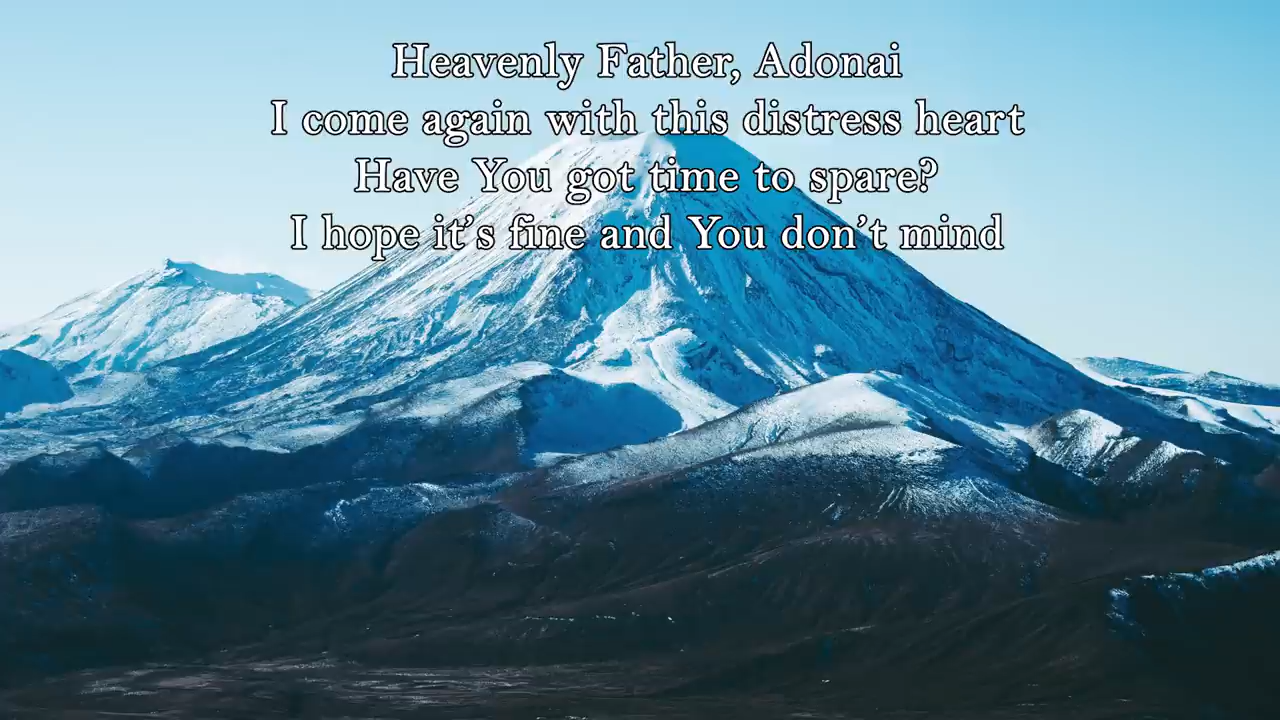 Heavenly Father, Adonai
I come again with this distress heart
Have You got time to spare?
I hope it’s fine and You don’t mind